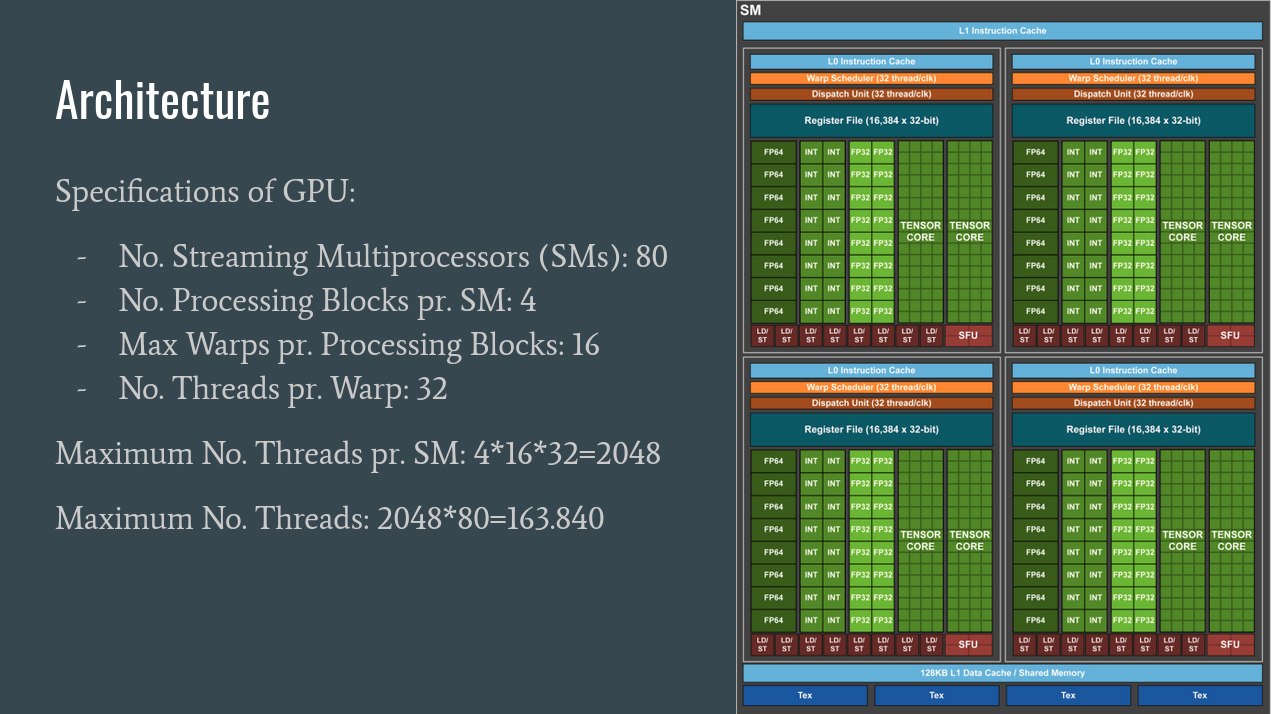 Architecture
Specifications of GPU:
- No. Streaming Multiprocessors (SMs): 80
- No. Processing Blocks pr. SM: 4
- Max Warps pr. Processing Blocks: 16
- No. Threads pr. Warp: 32
Maximum No. Threads pr. SM: 4*16*32=2048
Maximum No. Threads: 2048*80=163.840
SM
L1 Instruction Cache
L0 Instruction Cache L0 Instruction Cache
Warp Scheduler (32 thread/clk) Warp Scheduler (32 thread/clk)
Dispatch Unit (32 thread/clk) Dispatch Unit (32 thread/clk)
Register File (16,384 x 32-bit) Register File (16,384 x 32-bit)
FP64 INT INT FP32 FP32 FP64 INT INT FP32 FP32
FP64 INT INT FP32 FP32 FP64 INT INT FP32 FP32
FP64 INT INT FP32 FP32 FP64 INT INT FP32 FP32
FP64 INT INT FP32 FP32 TENSOR TENSOR FP64 INT INT FP32 FP32 TENSOR TENSOR
FP64 INT INT FP32 FP32 CORE CORE FP64 INT INT FP32 FP32 CORE CORE
FP64 INT INT FP32 FP32 FP64 INT INT FP32 FP32
FP64 INT INT FP32 FP32 FP64 INT INT FP32 FP32
FP64 INT INT FP32 FP32 FP64 INT INT FP32 FP32
LD/ LD/ LD/ LD/ LD/ LD/ LD/ LD/ SFU LD/ LD/ LD/ LD/ LD/ LD/ LD/ LD/ SFU
ST ST ST ST ST ST ST ST ST ST ST ST ST ST ST ST
L0 Instruction Cache L0 Instruction Cache
Warp Scheduler (32 thread/clk) Warp Scheduler (32 thread/clk)
Dispatch Unit (32 thread/clk) Dispatch Unit (32 thread/clk)
Register File (16,384 x 32-bit) Register File (16,384 x 32-bit)
FP64 INT INT FP32 FP32 FP64 INT INT FP32 FP32
FP64 INT INT FP32 FP32 FP64 INT INT FP32 FP32
FP64 INT INT FP32 FP32 FP64 INT INT FP32 FP32
FP64 INT INT FP32 FP32 TENSOR TENSOR FP64 INT INT FP32 FP32 TENSOR TENSOR
FP64 INT INT FP32 FP32 CORE CORE FP64 INT INT FP32 FP32 CORE CORE
FP64 INT INT FP32 FP32 FP64 INT INT FP32 FP32
FP64 INT INT FP32 FP32 FP64 INT INT FP32 FP32
FP64 INT INT FP32 FP32 FP64 INT INT FP32 FP32
LD/ LD/ LD/ LD/ LD/ LD/ LD/ LD/ SFU LD/ LD/ LD/ LD/ LD/ LD/ LD/ LD/ SFU
ST ST ST ST ST ST ST ST ST ST ST ST ST ST ST ST
128KB L1 Data Cache / Shared Memory
Tex Tex Tex Tex